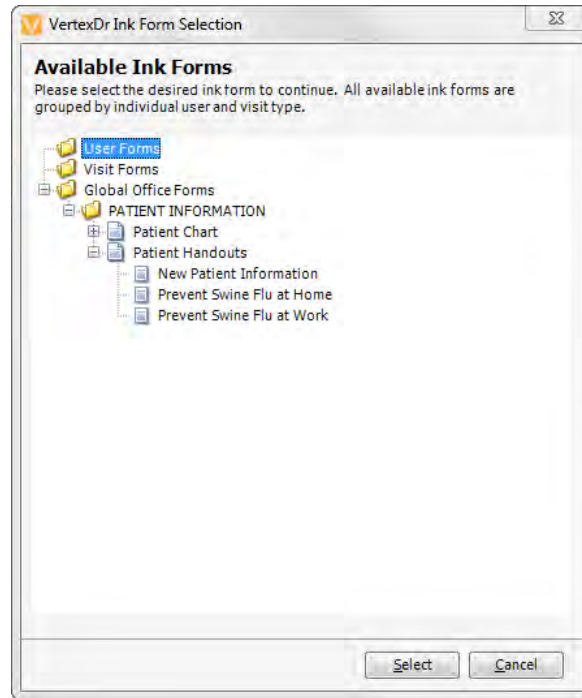 VertexDr Ink Form Selection
Available Ink Forms
Please select the desired ink form to continue. All available ink forms are
grouped by individual user and visit type.
User Forms
Visit Forms
Global Office Forms
PATIENT INFORMATION
Patient Chart
Patient Handouts
New Patient Information
Prevent Swine Flu at Home
Prevent Swine Flu at Work
Select Cancel